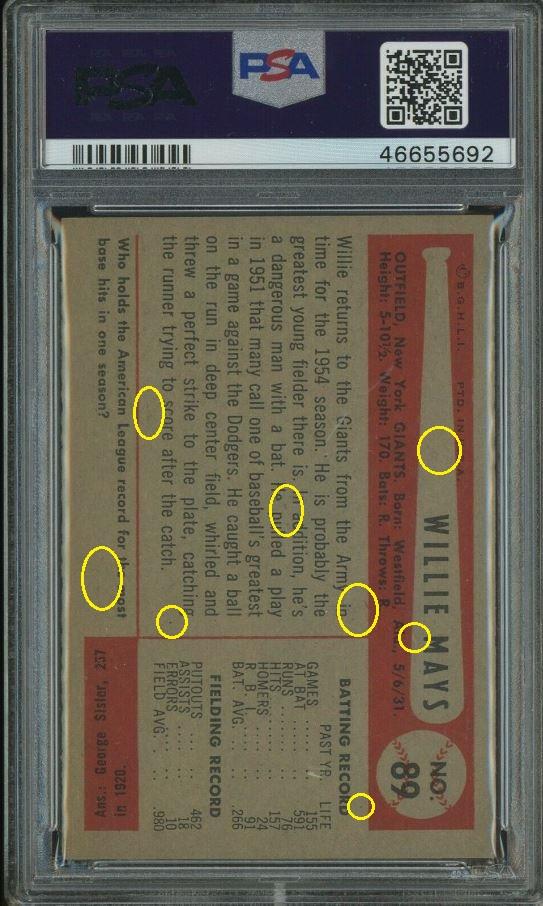 PSA
PSA
46655692
©B.G.H.L.I. PTD. IN
WILLIE MAYS
NO.
89
OUTFIELD, New York GIANTS. Born: Westfield, Ala., 5/6/31.
Height: 5-10½. Weight: 170. Bats: R. Throws: R.
Willie returns to the Giants from the Army in
time for the 1954 season. He is probably the
greatest young fielder there is. In addition, he's
a dangerous man with a bat. He pulled a play
in 1951 that many call one of baseball's greatest
in a game against the Dodgers. He caught a ball
on the run in deep center field, whirled and
threw a perfect strike to the plate, catching
the runner trying to score after the catch.
BATTING RECORD
PAST YR. LIFE
GAMES ..... 155
AT BAT ..... 591
RUNS ..... 76
HITS ..... 157
HOMERS .... 24
R. B. I. .... 91
BAT. AVG. .. .266
FIELDING RECORD
PUTOUTS .... 462
ASSISTS .... 18
ERRORS .... 10
FIELD AVG. .. .980
Who holds the American League record for the most
base hits in one season?
Ans.: George Sisler, 257
in 1920.